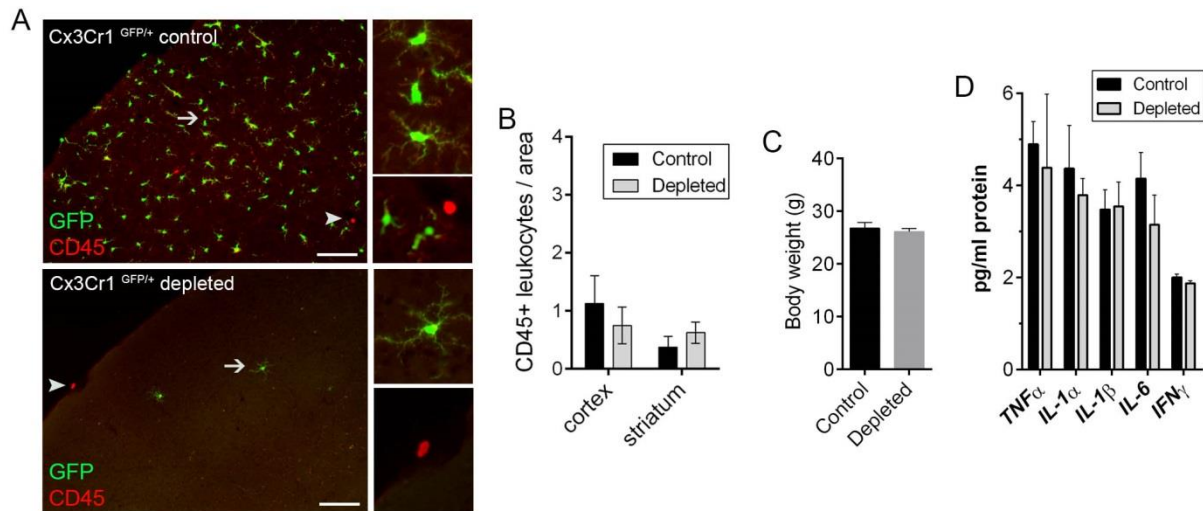 A
Cx3Cr1 GFP/+ control
GFP
CD45
Cx3Cr1 GFP/+ depleted
GFP
CD45
B
CD45+ leukocytes / area
4
3
2
1
0
Control
Depleted
cortex
striatum
C
Body weight (g)
40
30
20
10
0
Control
Depleted
D
pg/ml protein
6
4
2
0
Control
Depleted
TNFα
IL-1α
IL-1β
IL-6
IFNγ